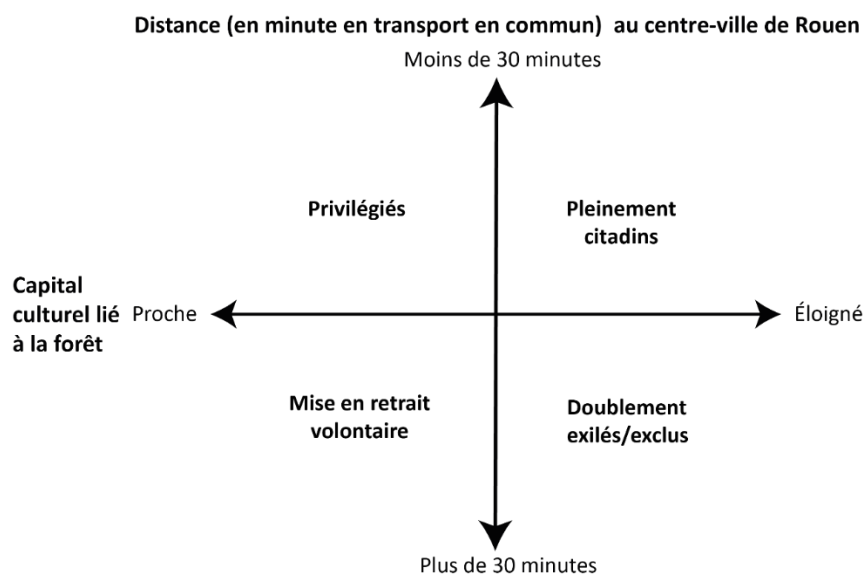 Distance (en minute en transport en commun) au centre-ville de Rouen
Moins de 30 minutes
Privilégiés
Pleinement
citadins
Capital
culturel lié
à la forêt
Proche
Éloigné
Mise en retrait
volontaire
Doublement
exilés/exclus
Plus de 30 minutes